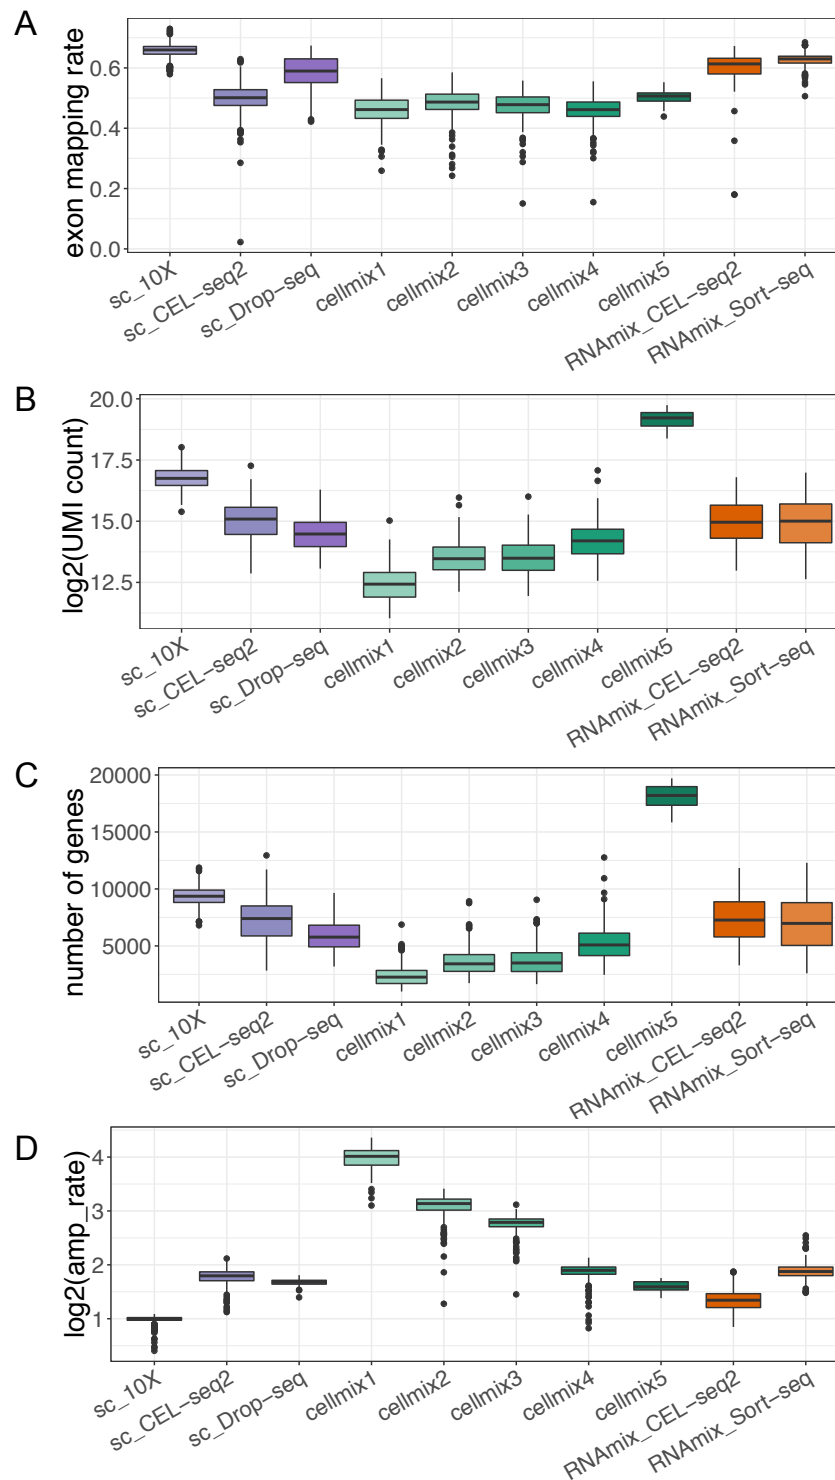 A
exon mapping rate
0.6
0.4
0.2
0.0
sc_10X
sc_CEL−seq2
sc_Drop−seq
cellmix1
cellmix2
cellmix3
cellmix4
cellmix5
RNAmix_CEL−seq2
RNAmix_Sort−seq
B
log2(UMI count)
20.0
17.5
15.0
12.5
sc_10X
sc_CEL−seq2
sc_Drop−seq
cellmix1
cellmix2
cellmix3
cellmix4
cellmix5
RNAmix_CEL−seq2
RNAmix_Sort−seq
C
number of genes
20000
15000
10000
5000
sc_10X
sc_CEL−seq2
sc_Drop−seq
cellmix1
cellmix2
cellmix3
cellmix4
cellmix5
RNAmix_CEL−seq2
RNAmix_Sort−seq
D
log2(amp_rate)
4
3
2
1
sc_10X
sc_CEL−seq2
sc_Drop−seq
cellmix1
cellmix2
cellmix3
cellmix4
cellmix5
RNAmix_CEL−seq2
RNAmix_Sort−seq